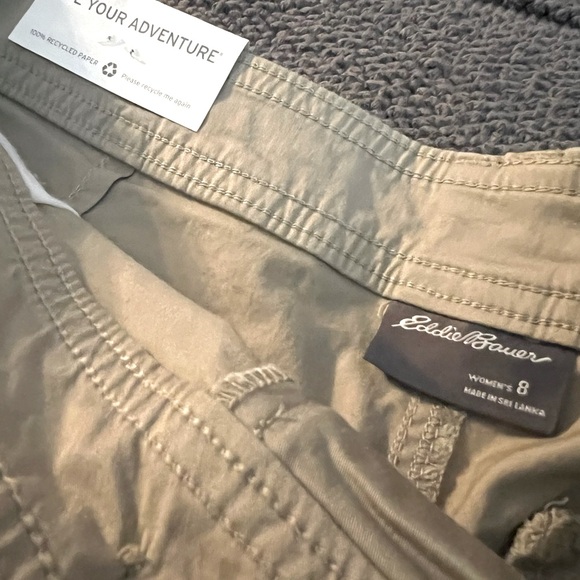 YOUR ADVENTURE
100% RECYCLED PAPER
Please recycle me again.
Eddie Bauer
WOMEN'S 8
MADE IN SRI LANKA